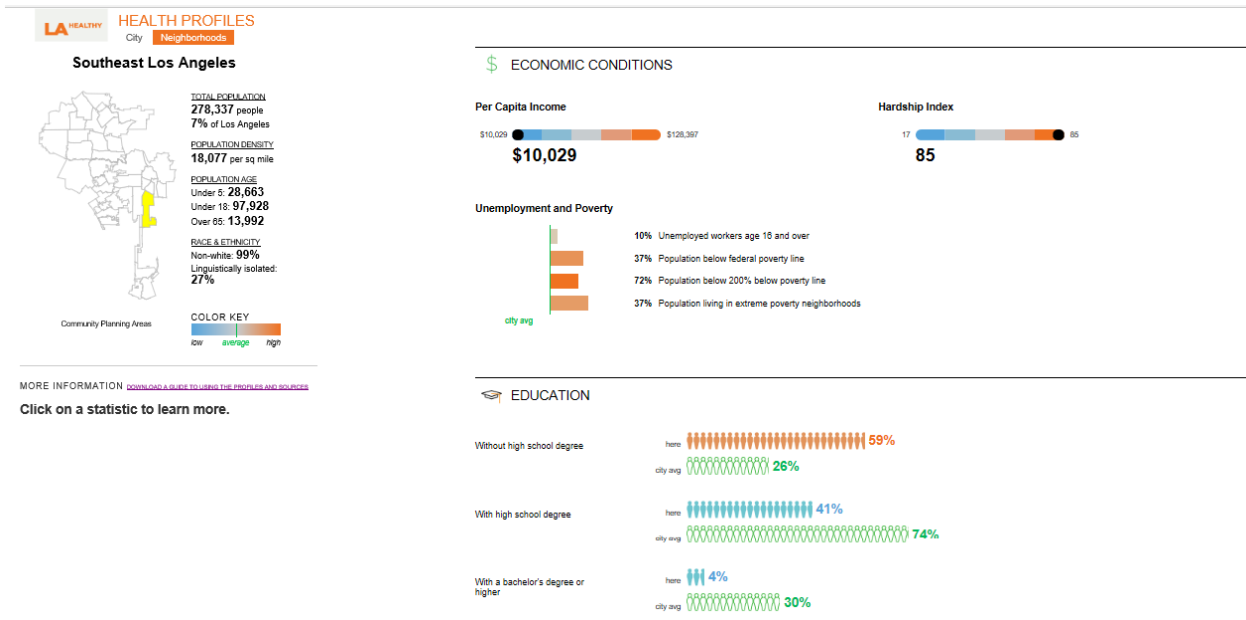 LA HEALTHY
HEALTH PROFILES
City Neighborhoods
Southeast Los Angeles
TOTAL POPULATION
278,337 people
7% of Los Angeles
POPULATION DENSITY
18,077 per sq mile
POPULATION AGE
Under 5: 28,663
Under 18: 97,928
Over 65: 13,992
RACE & ETHNICITY
Non-white: 99%
Linguistically isolated:
27%
Community Planning Areas
COLOR KEY
low average high
MORE INFORMATION DOWNLOAD A GUIDE TO USING THE PROFILES AND SOURCES
Click on a statistic to learn more.
$ ECONOMIC CONDITIONS
Per Capita Income
$10,029 $128,397
$10,029
Hardship Index
17 85
85
Unemployment and Poverty
10% Unemployed workers age 16 and over
37% Population below federal poverty line
72% Population below 200% below poverty line
37% Population living in extreme poverty neighborhoods
city avg
EDUCATION
Without high school degree
here 59%
city avg 26%
With high school degree
here 41%
city avg 74%
With a bachelor's degree or
higher
here 4%
city avg 30%